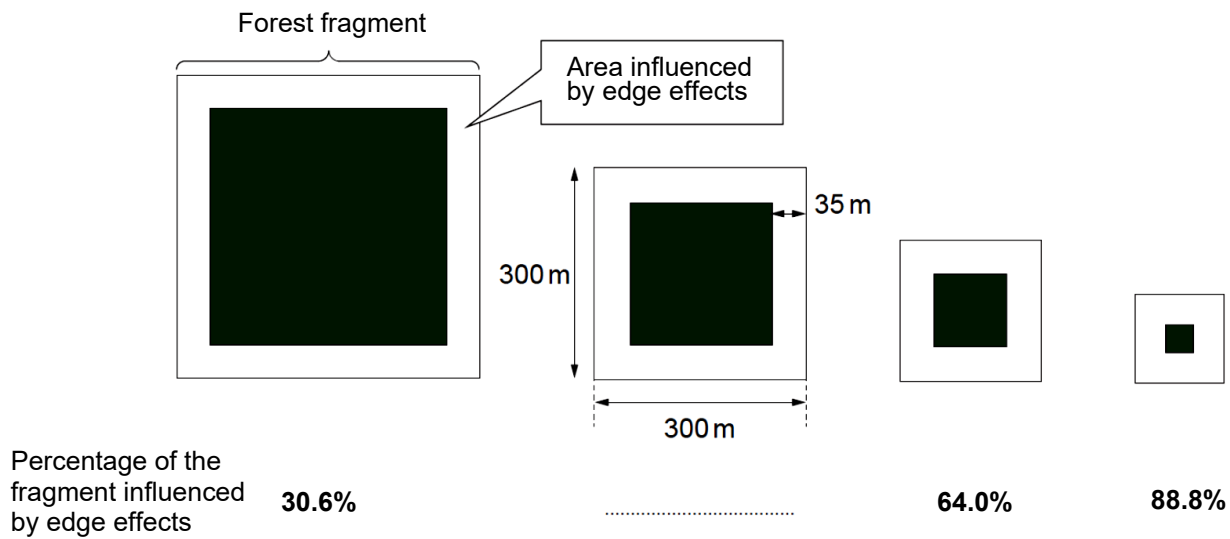 Forest fragment
Area influenced
by edge effects
35 m
300 m
300 m
Percentage of the
fragment influenced
by edge effects
30.6%
......................................
64.0%
88.8%